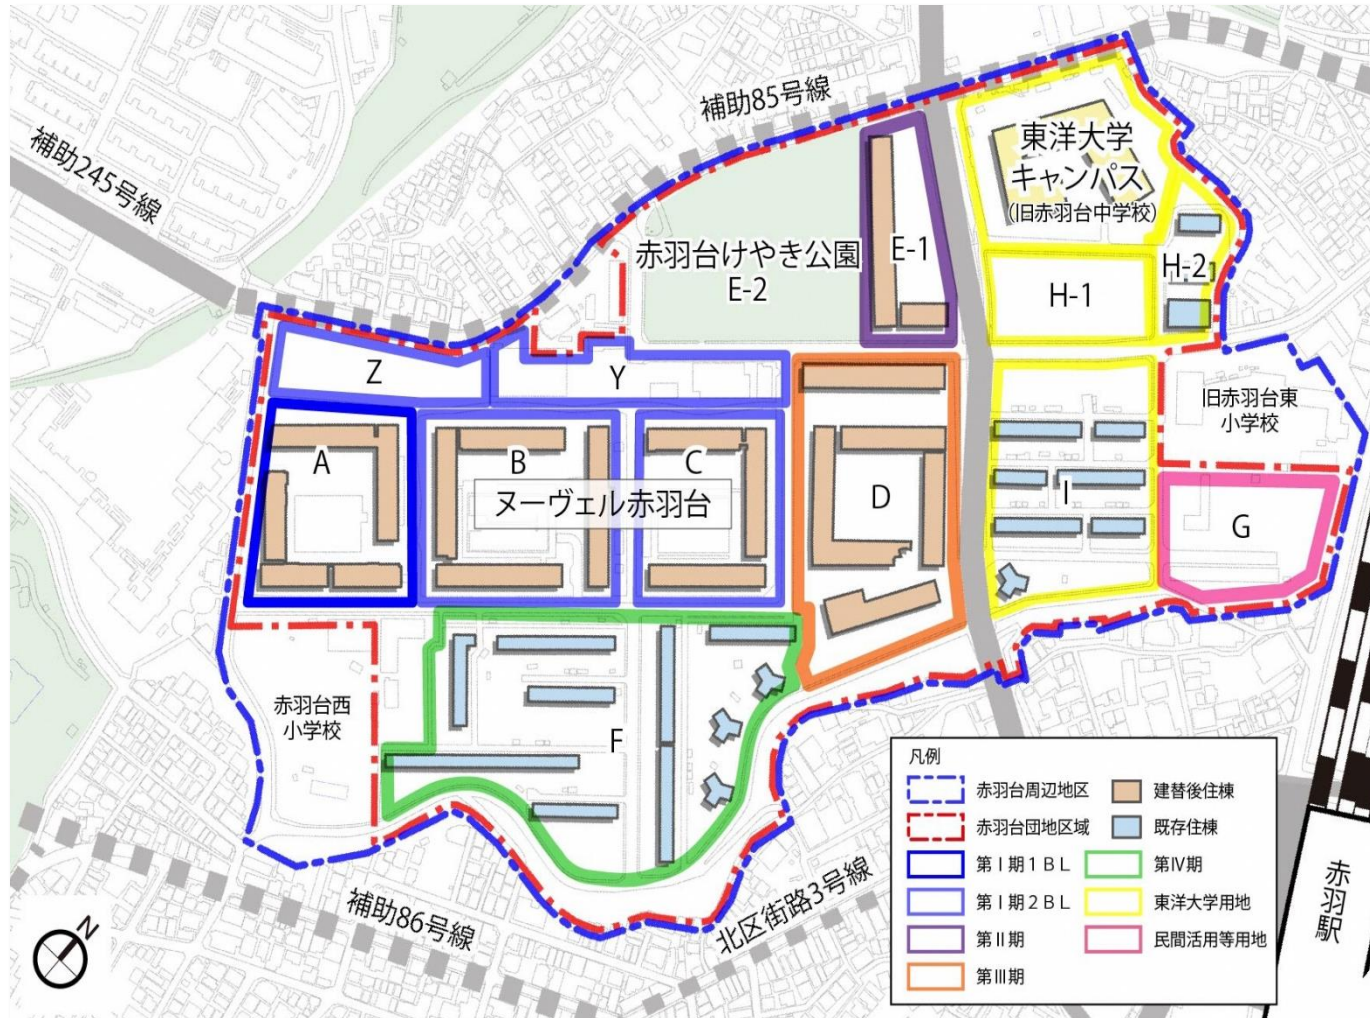 補助85号線
補助245号線
東洋大学
キャンパス
(旧赤羽台中学校)
赤羽台けやき公園
E-2
E-1
H-1
H-2
Z
Y
旧赤羽台東
小学校
A
B
C
D
I
G
ヌーヴェル赤羽台
赤羽台西
小学校
F
補助86号線
北区街路3号線
N
赤羽駅
凡例
赤羽台周辺地区
赤羽台団地区域
第Ⅰ期1BL
第Ⅰ期2BL
第Ⅱ期
第Ⅲ期
建替後住棟
既存住棟
第Ⅳ期
東洋大学用地
民間活用等用地